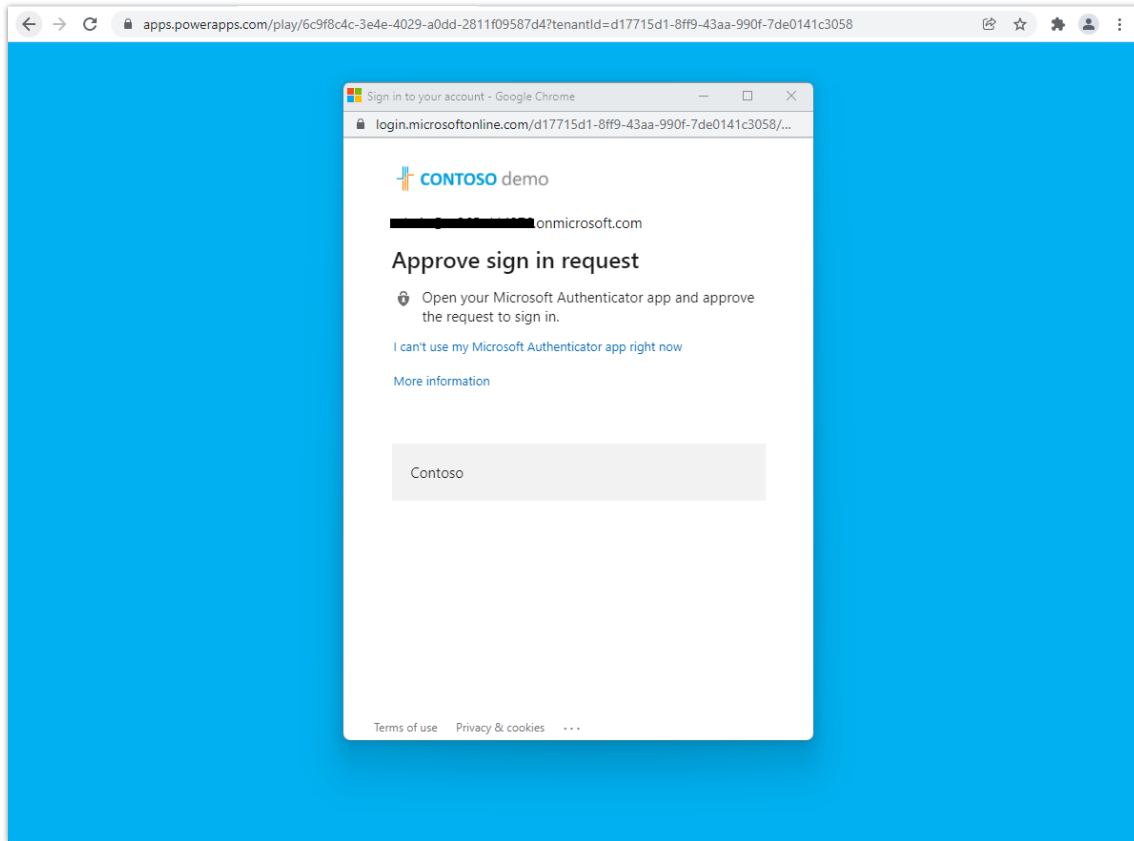 apps.powerapps.com/play/6c9f8c4c-3e4e-4029-a0dd-2811f09587d4?tenantId=d17715d1-8ff9-43aa-990f-7de0141c3058
Sign in to your account - Google Chrome
login.microsoftonline.com/d17715d1-8ff9-43aa-990f-7de0141c3058/...
CONTOSO demo
.onmicrosoft.com
Approve sign in request
Open your Microsoft Authenticator app and approve
the request to sign in.
I can't use my Microsoft Authenticator app right now
More information
Contoso
Terms of use Privacy & cookies ...